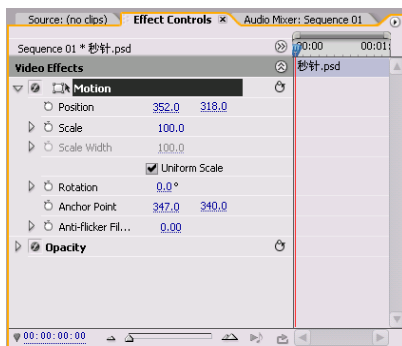 Source: (no clips) Effect Controls × Audio Mixer: Sequence 01
Sequence 01 * 秒针.psd 00:00 00:01:
Video Effects 秒针.psd
Motion
Position 352.0 318.0
Scale 100.0
Scale Width 100.0
Uniform Scale
Rotation 0.0°
Anchor Point 347.0 340.0
Anti-flicker Fil... 0.00
Opacity
00:00:00:00